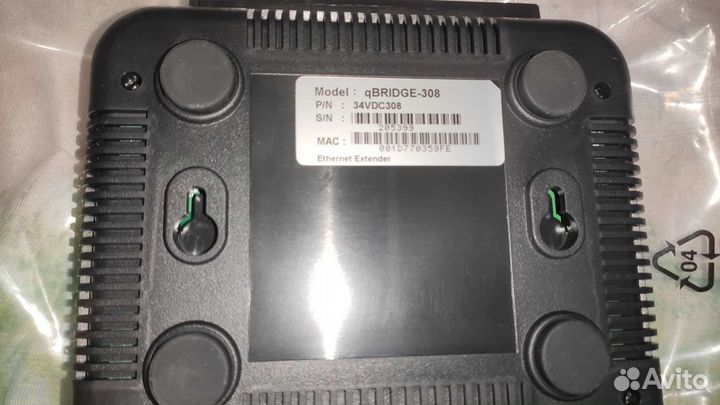 Model : qBRIDGE-308
P/N : 34VDC308
S/N :
205399
MAC :
001D770359FE
Ethernet Extender
04
Avito